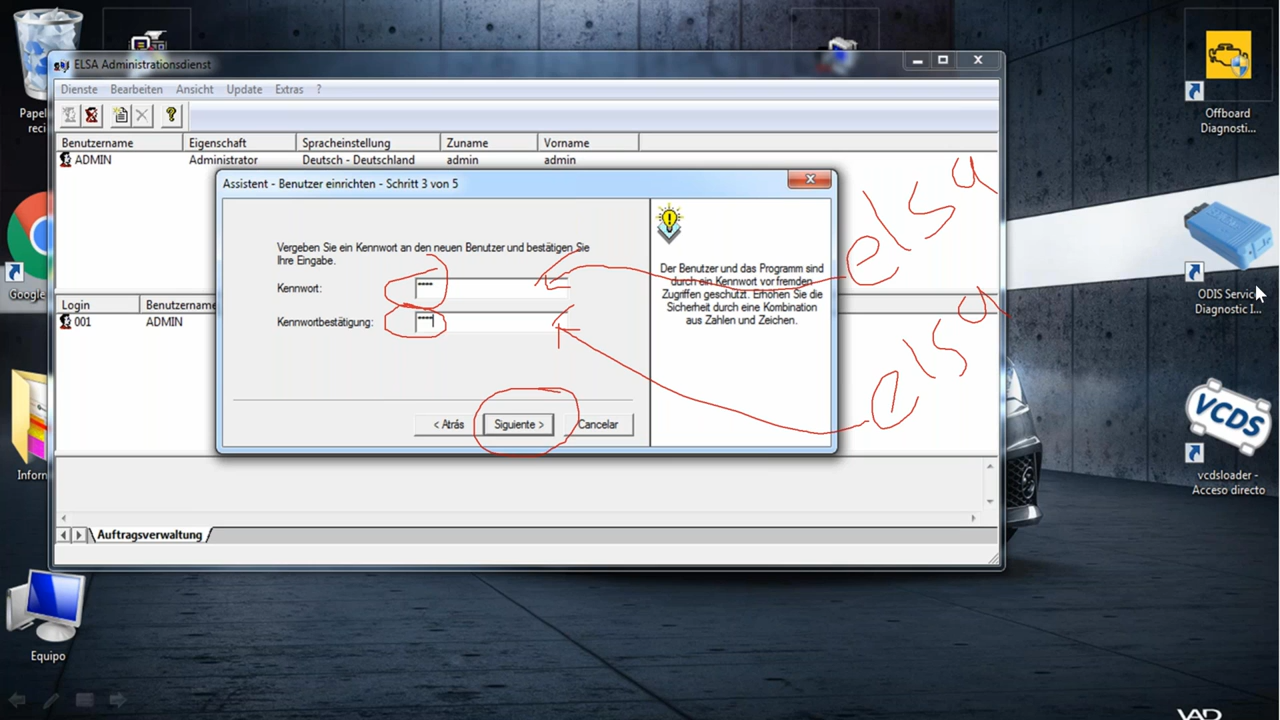 ELSA Administrationsdienst
Dienste Bearbeiten Ansicht Update Extras ?
Benutzername Eigenschaft Spracheinstellung Zuname Vorname
ADMIN Administrator Deutsch - Deutschland admin admin
Assistent - Benutzer einrichten - Schritt 3 von 5
Vergeben Sie ein Kennwort an den neuen Benutzer und bestätigen Sie
Ihre Eingabe.
Kennwort: ****
Kennwortbestätigung: ****
< Atrás Siguiente > Cancelar
Der Benutzer und das Programm sind
durch ein Kennwort vor fremden
Zugriffen geschützt. Erhöhen Sie die
Sicherheit durch eine Kombination
aus Zahlen und Zeichen.
elsa
elsa
Login Benutzername
001 ADMIN
Auftragsverwaltung
Papel
reci
Google
Inform
Equipo
Offboard
Diagnosti...
ODIS Servic
Diagnostic I...
VCDS
vcdsloader -
Acceso directo